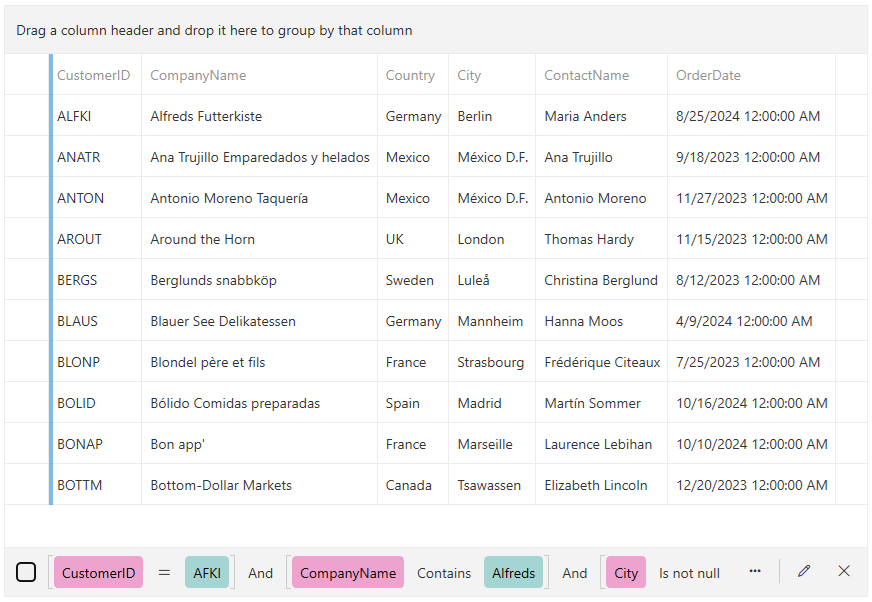 Drag a column header and drop it here to group by that column
CustomerID CompanyName Country City ContactName OrderDate
ALFKI Alfreds Futterkiste Germany Berlin Maria Anders 8/25/2024 12:00:00 AM
ANATR Ana Trujillo Emparedados y helados Mexico México D.F. Ana Trujillo 9/18/2023 12:00:00 AM
ANTON Antonio Moreno Taquería Mexico México D.F. Antonio Moreno 11/27/2023 12:00:00 AM
AROUT Around the Horn UK London Thomas Hardy 11/15/2023 12:00:00 AM
BERGS Berglunds snabbköp Sweden Luleå Christina Berglund 8/12/2023 12:00:00 AM
BLAUS Blauer See Delikatessen Germany Mannheim Hanna Moos 4/9/2024 12:00:00 AM
BLONP Blondel père et fils France Strasbourg Frédérique Citeaux 7/25/2023 12:00:00 AM
BOLID Bólido Comidas preparadas Spain Madrid Martín Sommer 10/16/2024 12:00:00 AM
BONAP Bon app' France Marseille Laurence Lebihan 10/10/2024 12:00:00 AM
BOTTM Bottom-Dollar Markets Canada Tsawassen Elizabeth Lincoln 12/20/2023 12:00:00 AM
[CustomerID = AFKI] And [CompanyName Contains Alfreds] And [City Is not null ...